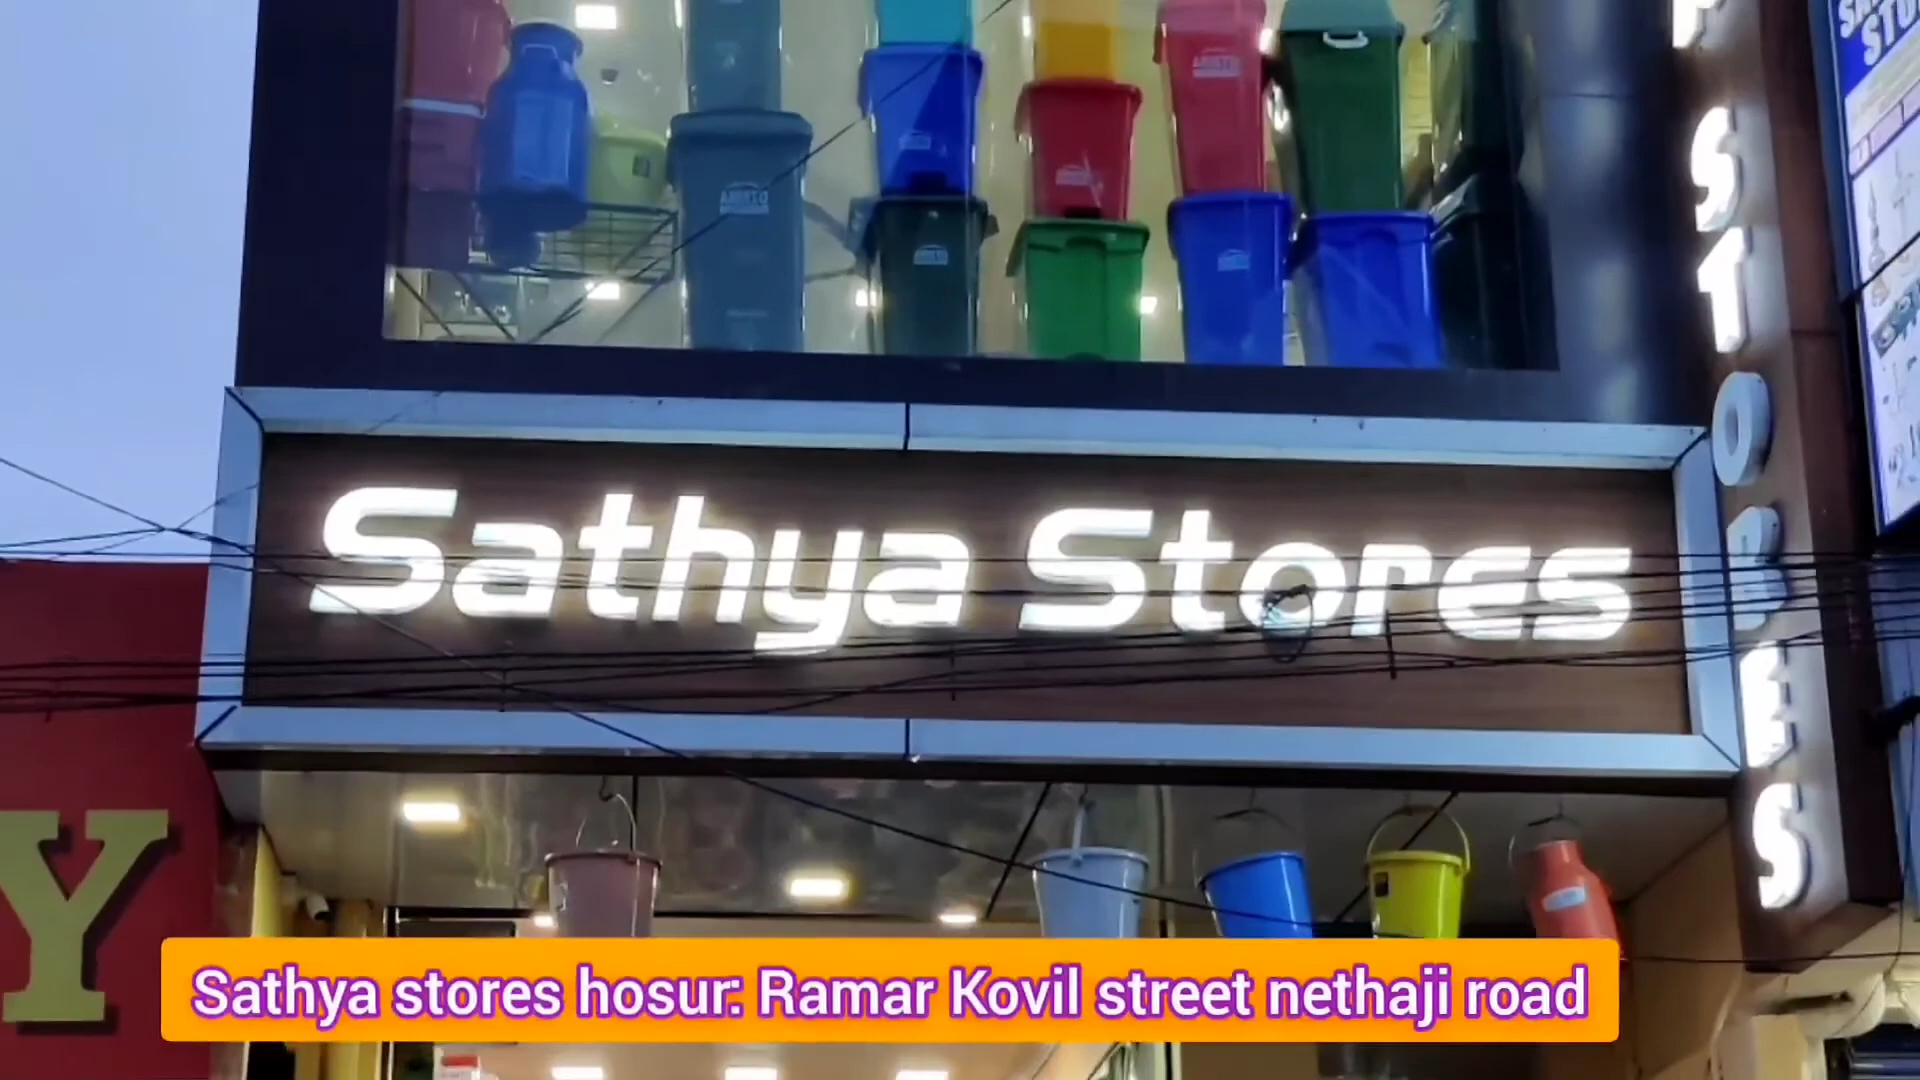 Sathya Stores
STORES
Y
Sathya stores hosur: Ramar Kovil street nethaji road